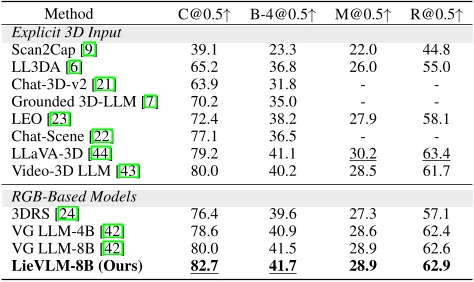 Method C@0.5↑ B-4@0.5↑ M@0.5↑ R@0.5↑
Explicit 3D Input
Scan2Cap [9] 39.1 23.3 22.0 44.8
LL3DA [6] 65.2 36.8 26.0 55.0
Chat-3D-v2 [21] 63.9 31.8 - -
Grounded 3D-LLM [7] 70.2 35.0 - -
LEO [23] 72.4 38.2 27.9 58.1
Chat-Scene [22] 77.1 36.5 - -
LLaVA-3D [44] 79.2 41.1 30.2 63.4
Video-3D LLM [43] 80.0 40.2 28.5 61.7
RGB-Based Models
3DRS [24] 76.4 39.6 27.3 57.1
VG LLM-4B [42] 78.6 40.9 28.6 62.4
VG LLM-8B [42] 80.0 41.5 28.9 62.6
LieVLM-8B (Ours) 82.7 41.7 28.9 62.9